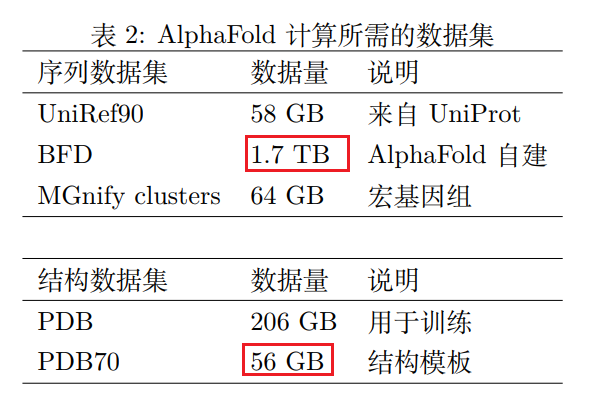 表 2: AlphaFold 计算所需的数据集
序列数据集 数据量 说明
UniRef90 58 GB 来自 UniProt
BFD 1.7 TB AlphaFold 自建
MGnify clusters 64 GB 宏基因组
结构数据集 数据量 说明
PDB 206 GB 用于训练
PDB70 56 GB 结构模板